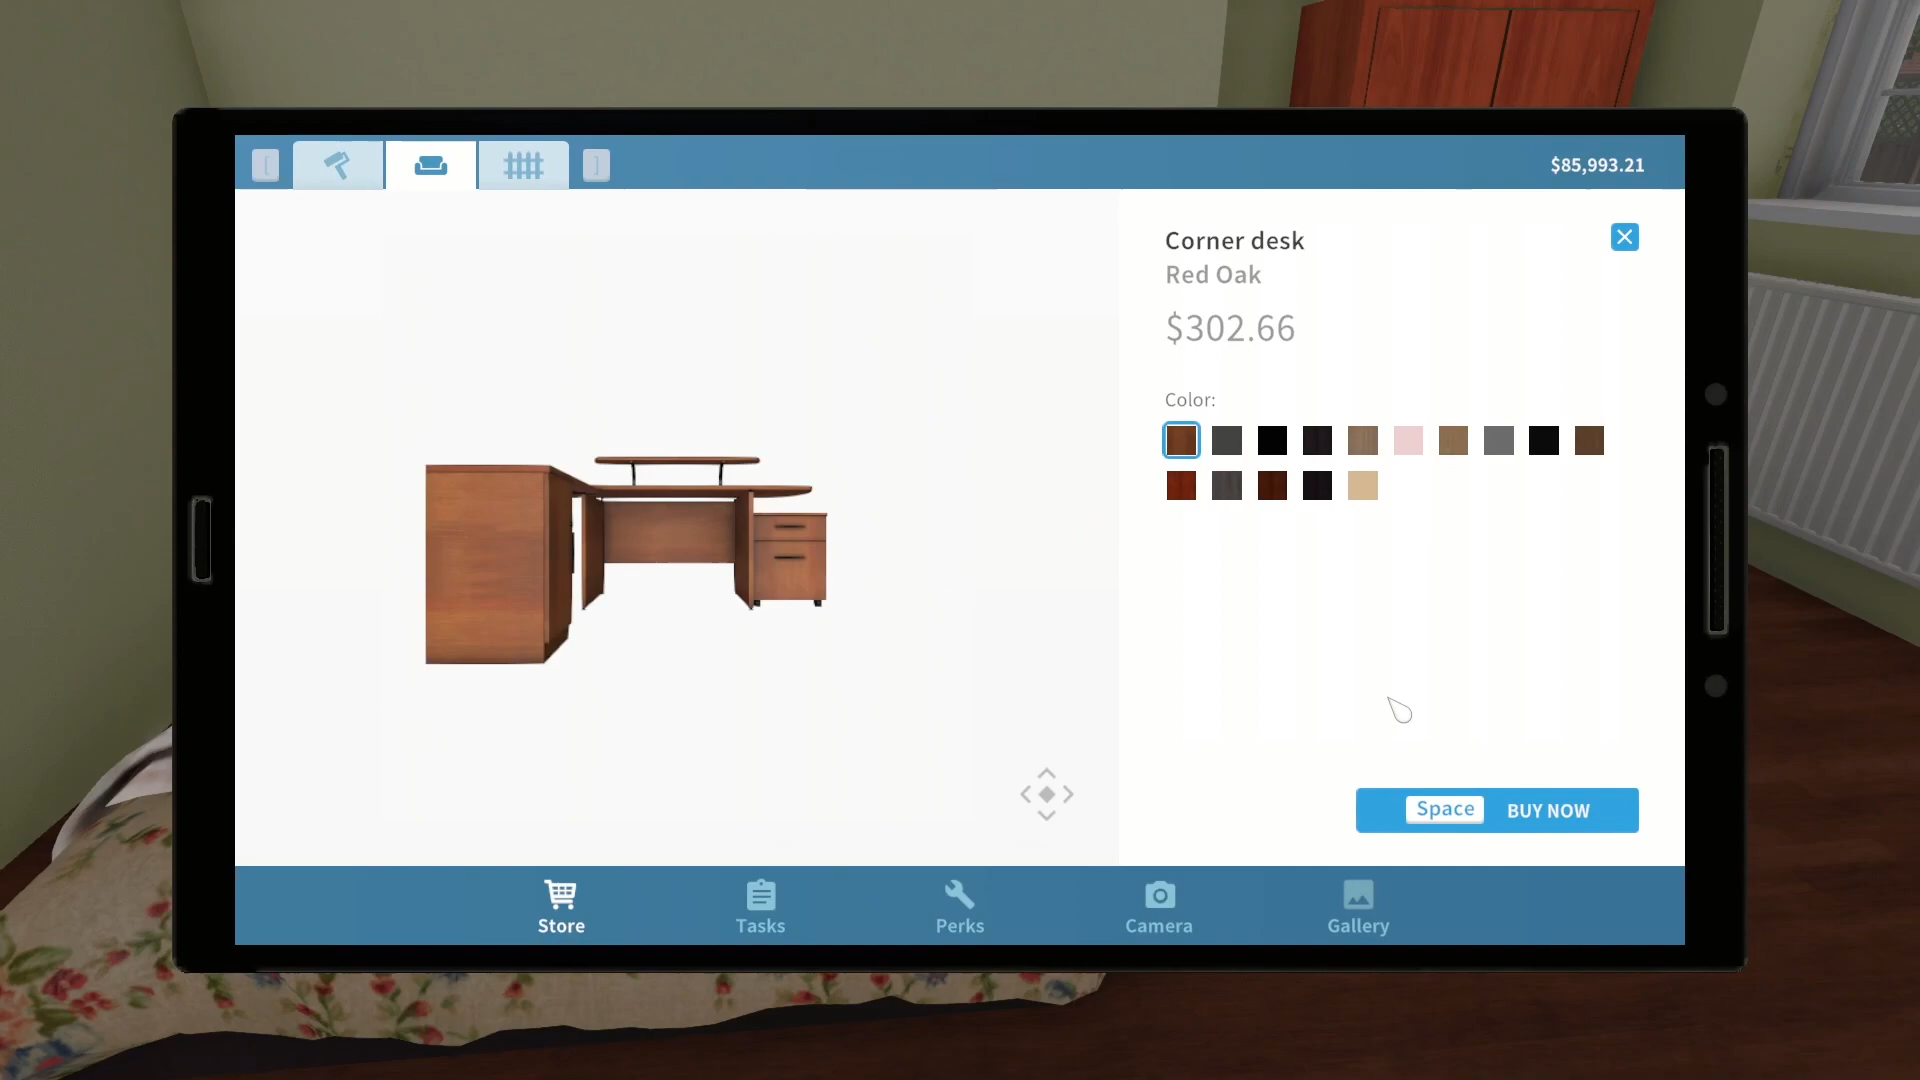 [
]
$85,993.21
Corner desk
Red Oak
$302.66
Color:
Space BUY NOW
Store
Tasks
Perks
Camera
Gallery